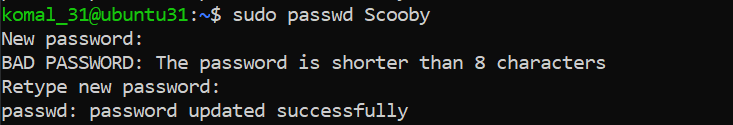 komal_31@ubuntu31:~$ sudo passwd Scooby
New password:
BAD PASSWORD: The password is shorter than 8 characters
Retype new password:
passwd: password updated successfully